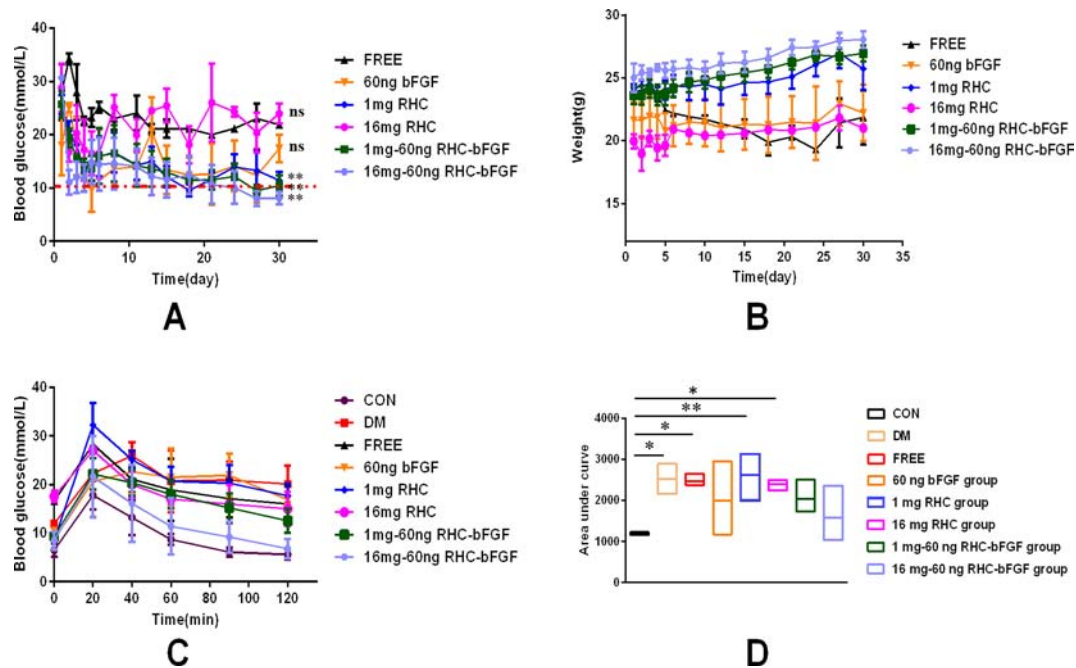 Blood glucose(mmol/L)
40
30
20
10
0
0
10
20
30
Time(day)
ns
ns
**
**
**
FREE
60ng bFGF
1mg RHC
16mg RHC
1mg-60ng RHC-bFGF
16mg-60ng RHC-bFGF
A
Weight(g)
30
25
20
15
0
5
10
15
20
25
30
35
Time(day)
FREE
60ng bFGF
1mg RHC
16mg RHC
1mg-60ng RHC-bFGF
16mg-60ng RHC-bFGF
B
Blood glucose(mmol/L)
40
30
20
10
0
0
20
40
60
80
100
120
Time(min)
CON
DM
FREE
60ng bFGF
1mg RHC
16mg RHC
1mg-60ng RHC-bFGF
16mg-60ng RHC-bFGF
C
Area under curve
4000
3000
2000
1000
0
*
**
*
*
CON
DM
FREE
60 ng bFGF group
1 mg RHC group
16 mg RHC group
1 mg-60 ng RHC-bFGF group
16 mg-60 ng RHC-bFGF group
D